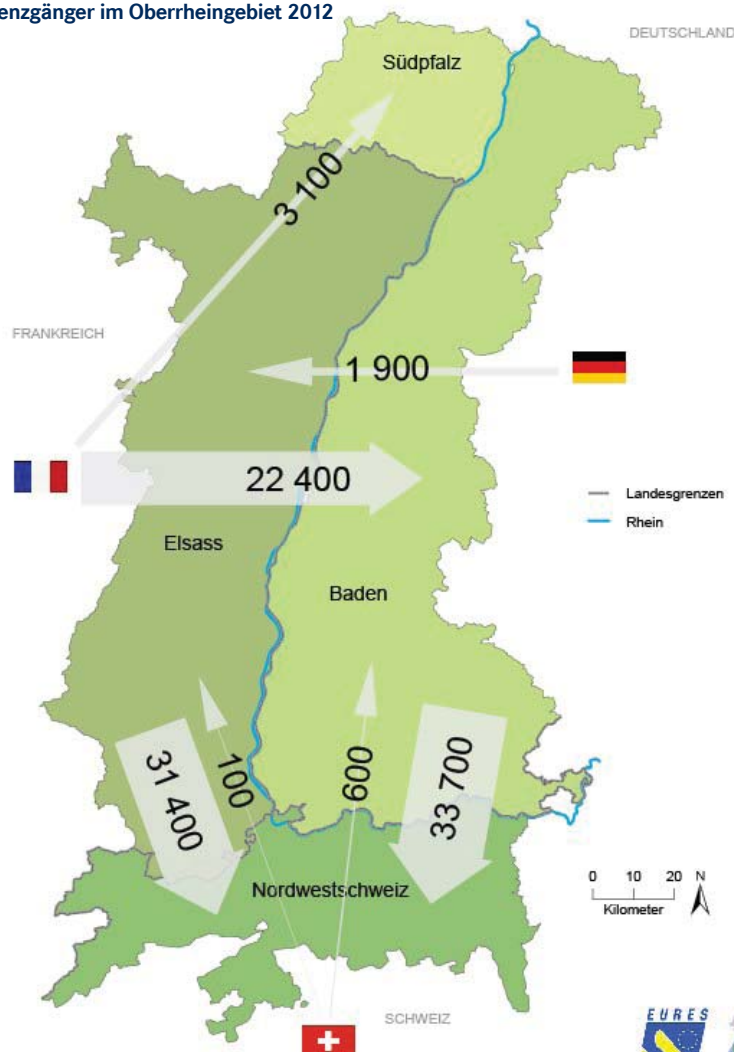 enzgänger im Oberrheingebiet 2012
DEUTSCHLAND
Südpfalz
3 100
FRANKREICH
1 900
22 400
Landesgrenzen
Rhein
Elsass
Baden
31 400
100
600
33 700
Nordwestschweiz
0 10 20 N
Kilometer
SCHWEIZ
EURES